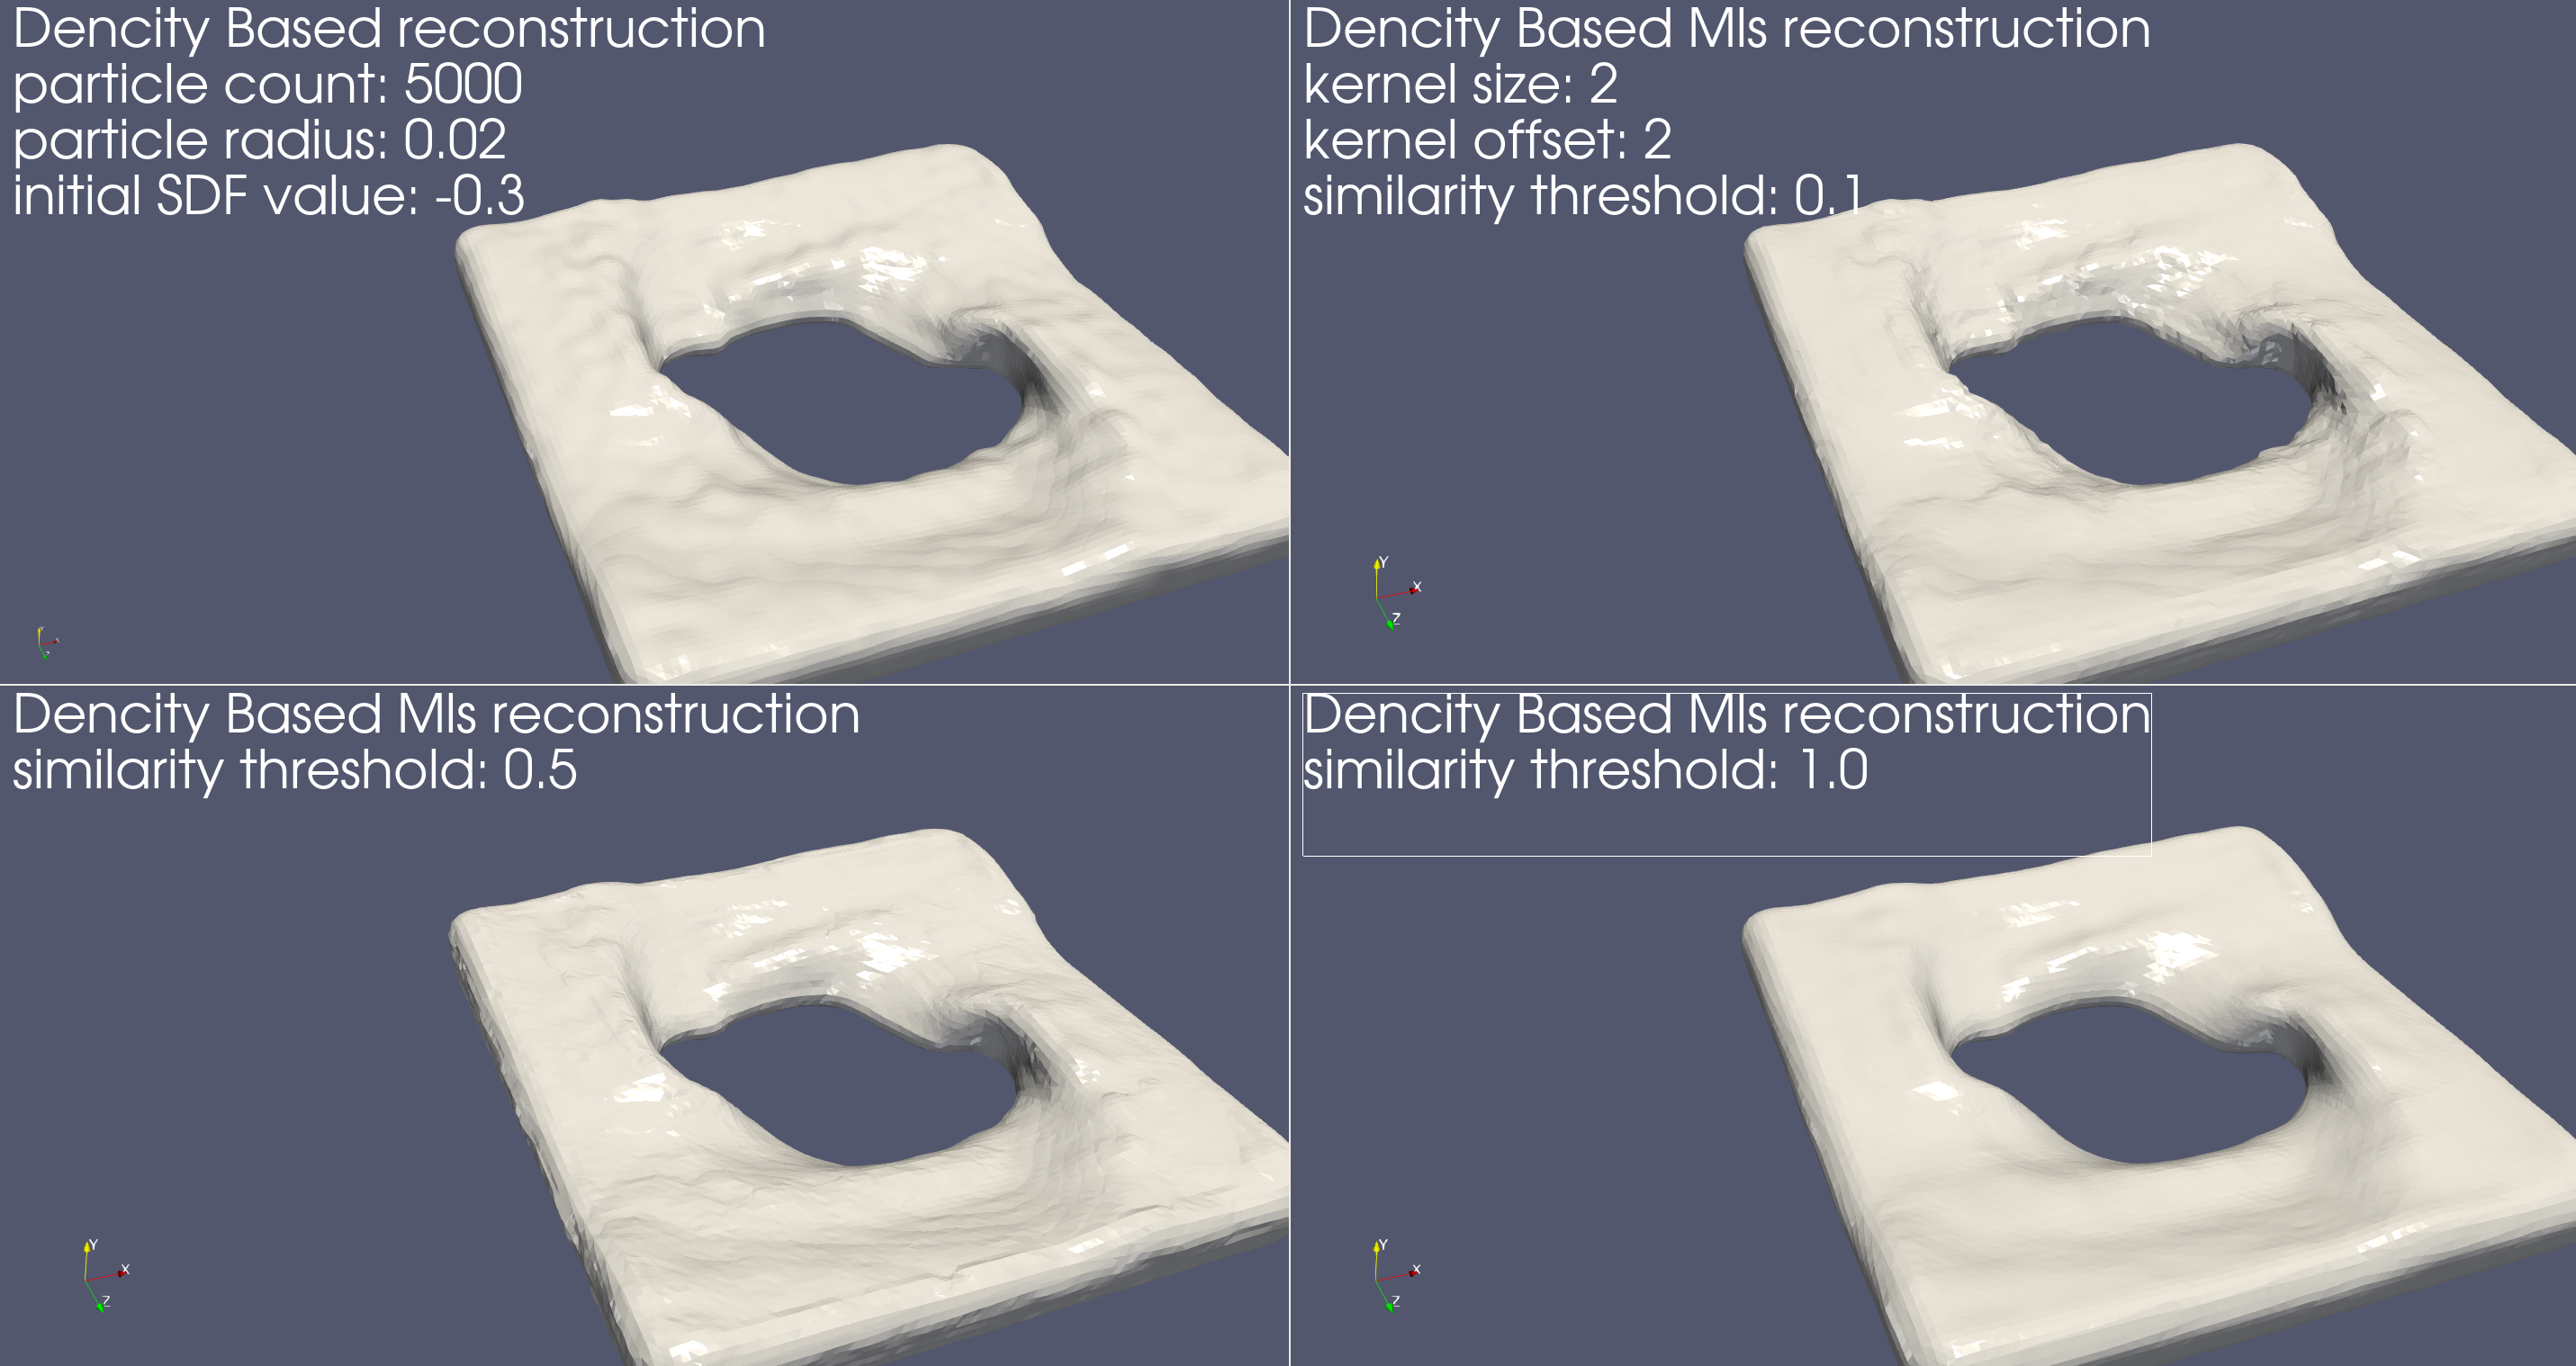 Dencity Based reconstruction
particle count: 5000
particle radius: 0.02
initial SDF value: -0.3
Dencity Based Mls reconstruction
kernel size: 2
kernel offset: 2
similarity threshold: 0.1
Y
X
Z
Dencity Based Mls reconstruction
similarity threshold: 0.5
Y
X
Z
Dencity Based Mls reconstruction
similarity threshold: 1.0
Y
X
Z